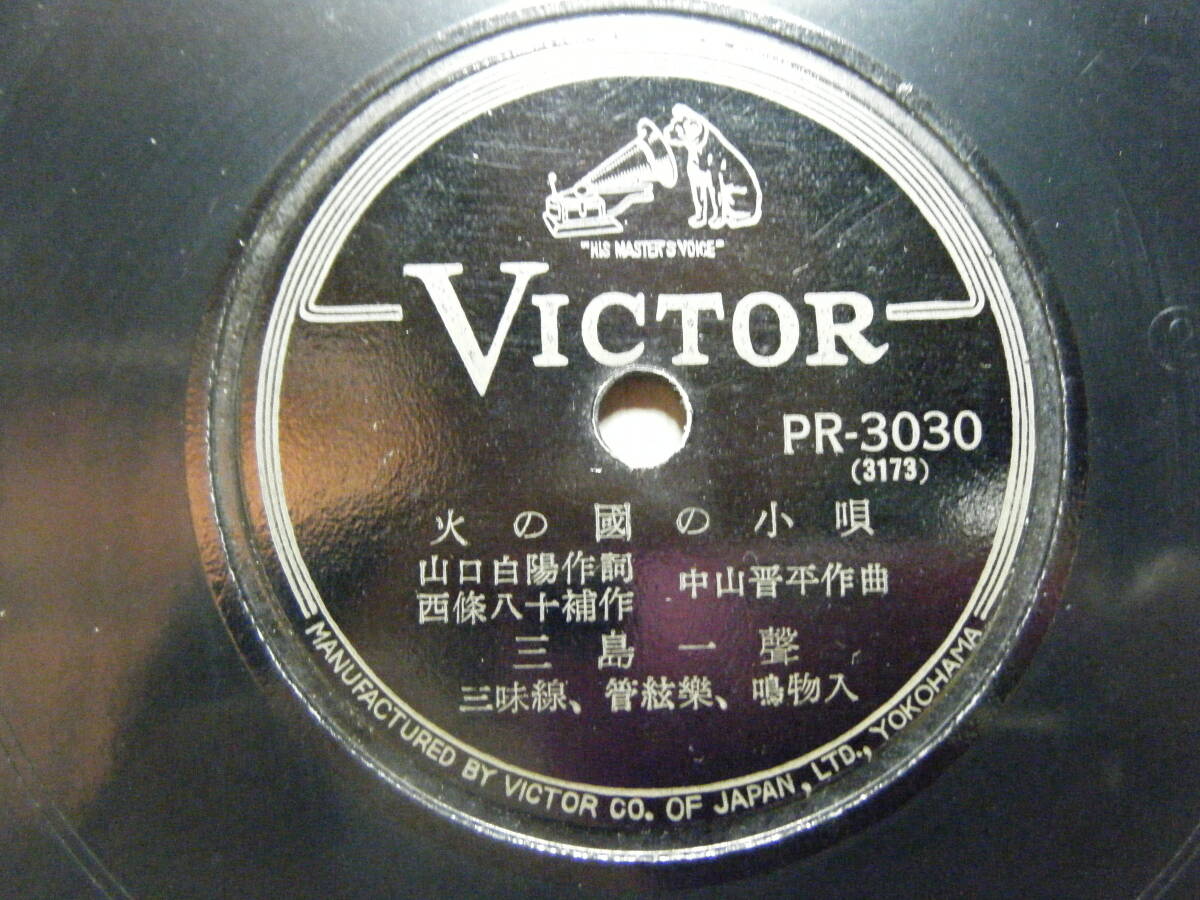 "HIS MASTER'S VOICE"
VICTOR
PR-3030
(3173)
火の國の小唄
山口白陽作詞
西條八十補作
中山晋平作曲
三島一聲
三味線、管絃樂、鳴物入
MANUFACTURED BY VICTOR CO. OF JAPAN, LTD., YOKOHAMA